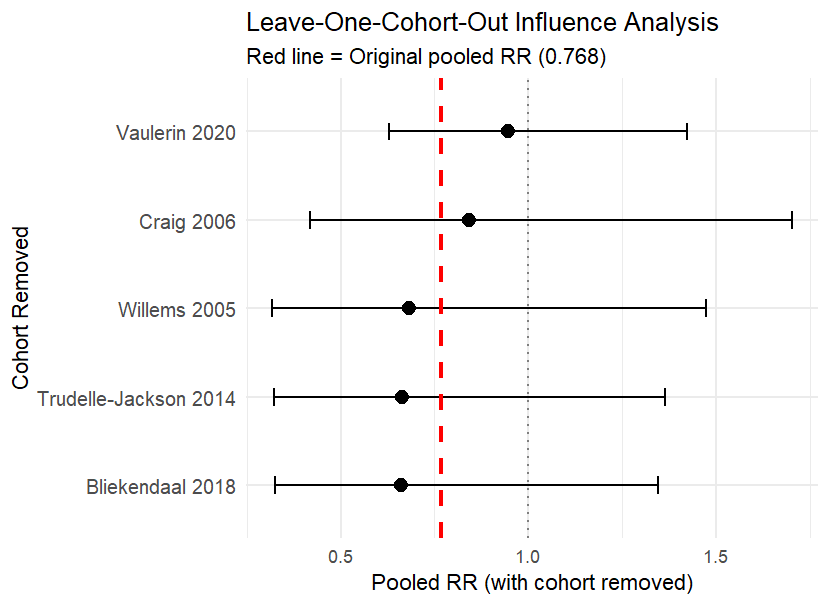 Leave-One-Cohort-Out Influence Analysis
Red line = Original pooled RR (0.768)
Cohort Removed
Vaulerin 2020
Craig 2006
Willems 2005
Trudelle-Jackson 2014
Bliekendaal 2018
0.5 1.0 1.5
Pooled RR (with cohort removed)